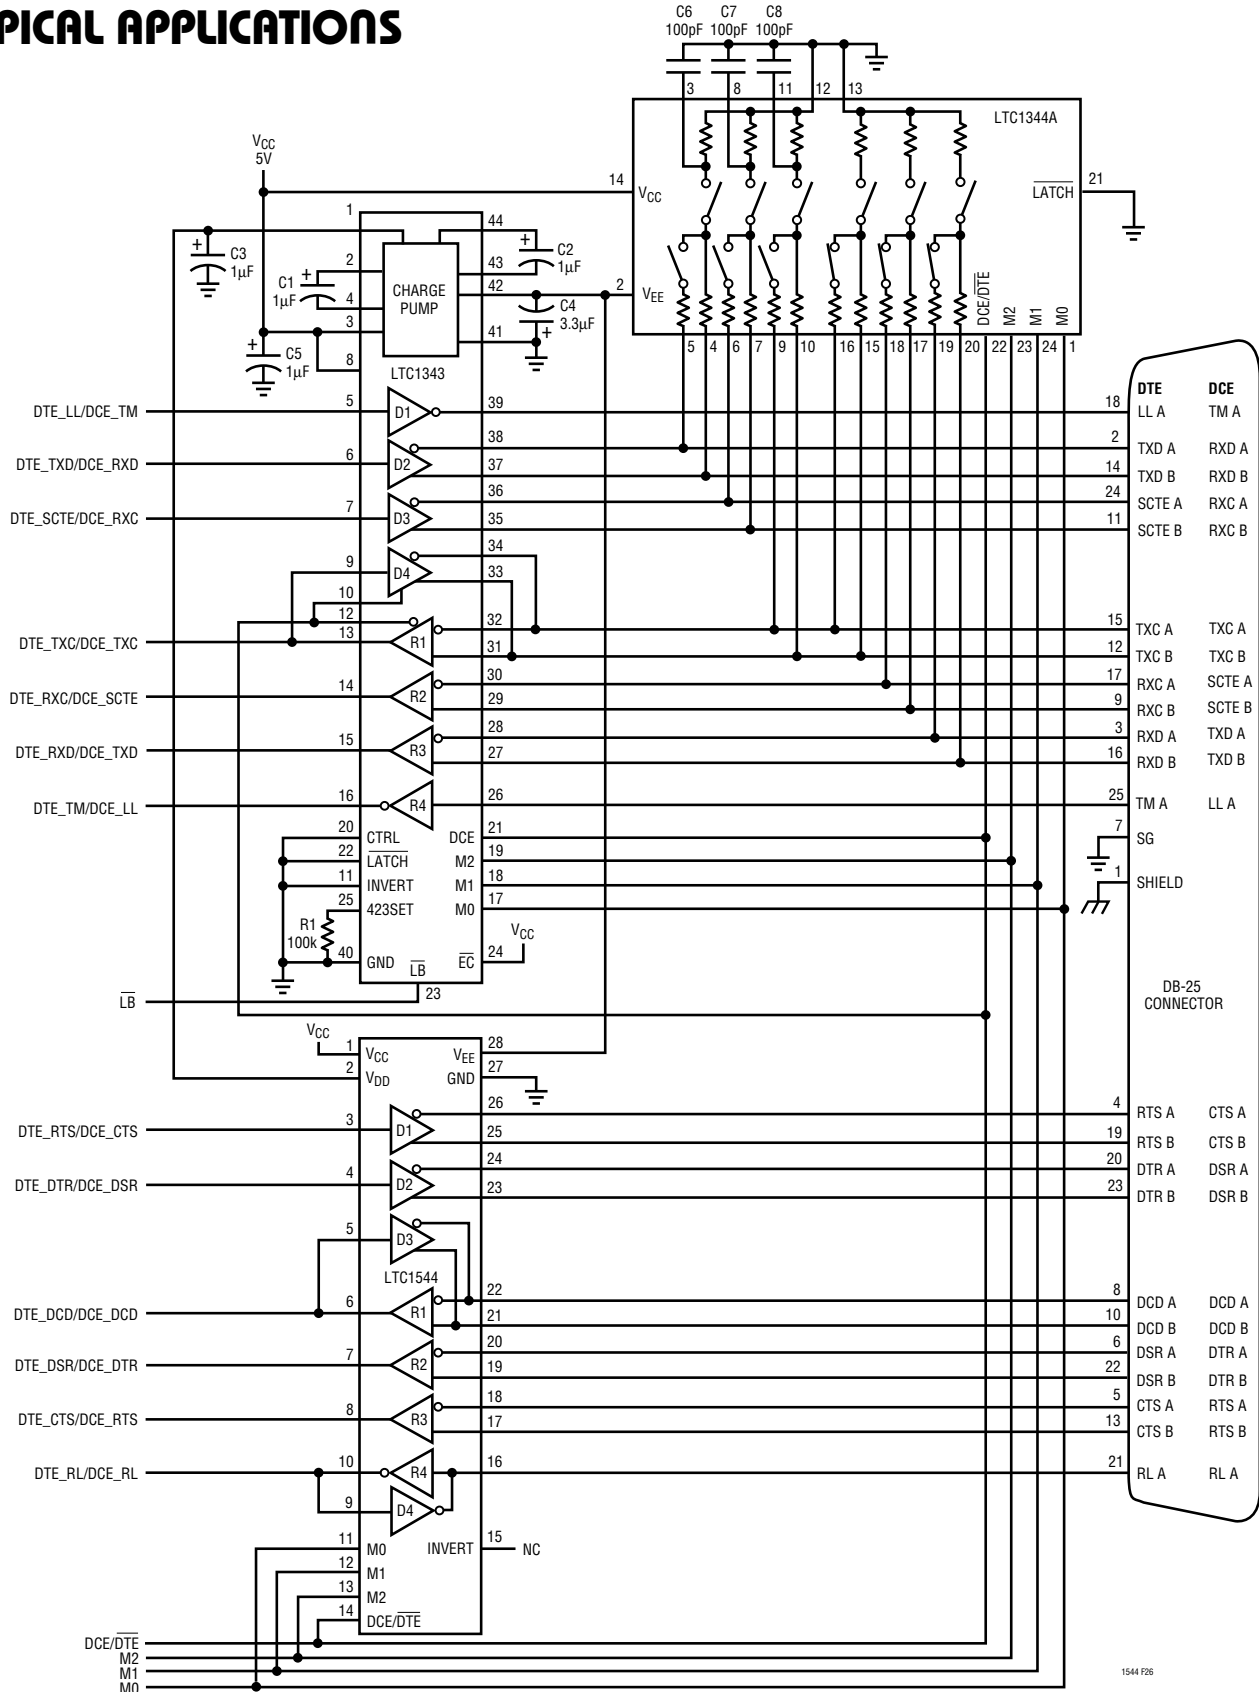 PICAL APPLICATIONS
C6 C7 C8
100pF 100pF 100pF
3 8 11 12 13
LTC1344A
VCC
5V
14 VCC
LATCH 21
1 44
C3
1µF
C2
1µF
2 43
C1
1µF
CHARGE
PUMP
42 2 VEE
4
C4
3.3µF
3 41
C5
1µF
8
DCE/DTE M2 M1 M0
5 4 6 7 9 10 16 15 18 17 19 20 22 23 24 1
LTC1343
DTE DCE
DTE_LL/DCE_TM 5 D1 39 18 LL A TM A
38 2 TXD A RXD A
DTE_TXD/DCE_RXD 6 D2 37 14 TXD B RXD B
36 24 SCTE A RXC A
DTE_SCTE/DCE_RXC 7 D3 35 11 SCTE B RXC B
34
9 D4 33
10
12 32 15 TXC A TXC A
DTE_TXC/DCE_TXC 13 R1 31 12 TXC B TXC B
30 17 RXC A SCTE A
DTE_RXC/DCE_SCTE 14 R2 29 9 RXC B SCTE B
28 3 RXD A TXD A
DTE_RXD/DCE_TXD 15 R3 27 16 RXD B TXD B
DTE_TM/DCE_LL 16 R4 26 25 TM A LL A
20 CTRL DCE 21 7 SG
22 LATCH M2 19
11 INVERT M1 18 1 SHIELD
25 423SET M0 17
R1
100k
VCC
40 GND LB EC 24
LB 23
DB-25
CONNECTOR
VCC
1 VCC VEE 28
2 VDD GND 27
26 4 RTS A CTS A
DTE_RTS/DCE_CTS 3 D1 25 19 RTS B CTS B
24 20 DTR A DSR A
DTE_DTR/DCE_DSR 4 D2 23 23 DTR B DSR B
5 D3
LTC1544
22 8 DCD A DCD A
DTE_DCD/DCE_DCD 6 R1 21 10 DCD B DCD B
20 6 DSR A DTR A
DTE_DSR/DCE_DTR 7 R2 19 22 DSR B DTR B
18 5 CTS A RTS A
DTE_CTS/DCE_RTS 8 R3 17 13 CTS B RTS B
DTE_RL/DCE_RL 10 R4 16 21 RL A RL A
9 D4
11 M0 INVERT 15 NC
12 M1
13 M2
14 DCE/DTE
DCE/DTE
M2
M1
M0
1544 F26